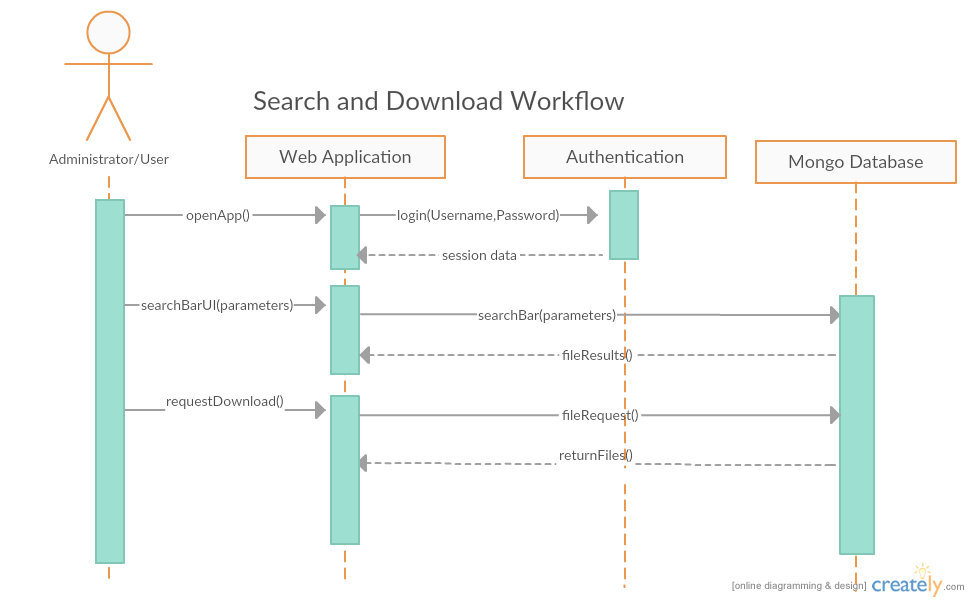 Search and Download Workflow
Administrator/User
Web Application
Authentication
Mongo Database
openApp()
login(Username,Password)
session data
searchBarUI(parameters)
searchBar(parameters)
fileResults()
requestDownload()
fileRequest()
returnFiles()
[online diagramming & design] creately.com